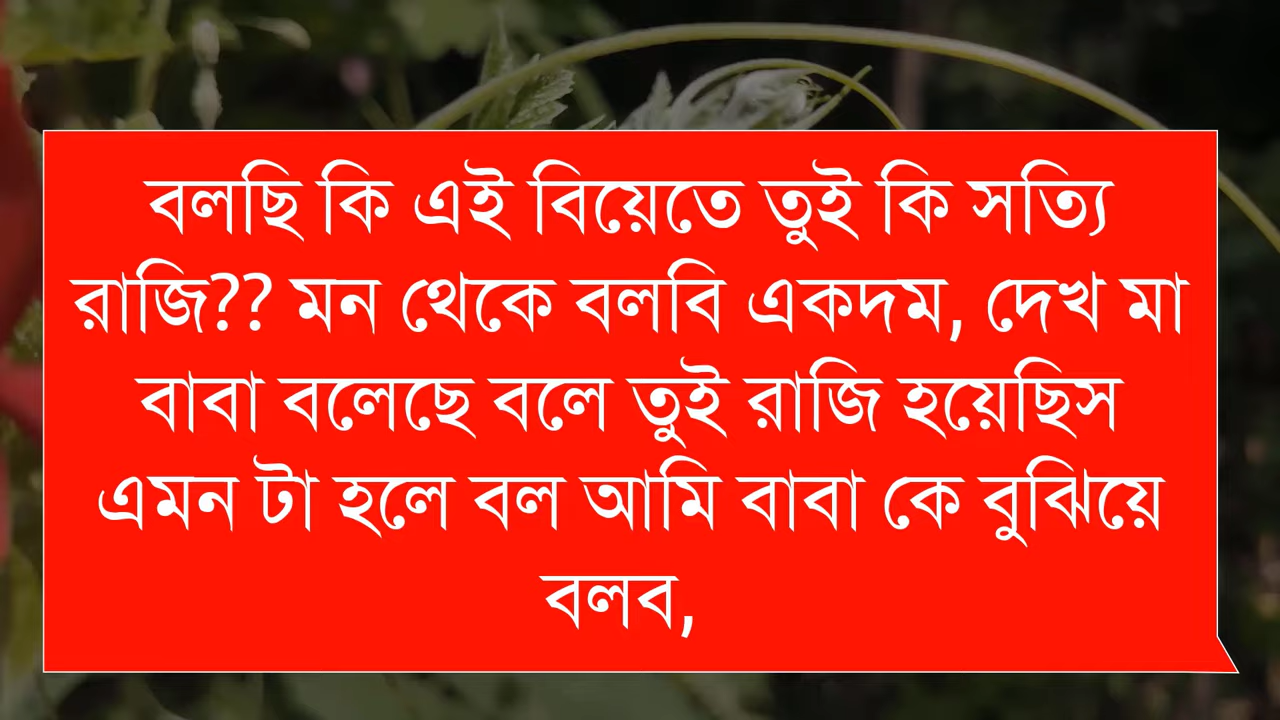 বলছি কি এই বিয়েতে তুই কি সত্যি
রাজি?? মন থেকে বলবি একদম, দেখ মা
বাবা বলেছে বলে তুই রাজি হয়েছিস
এমন টা হলে বল আমি বাবা কে বুঝিয়ে
বলব,